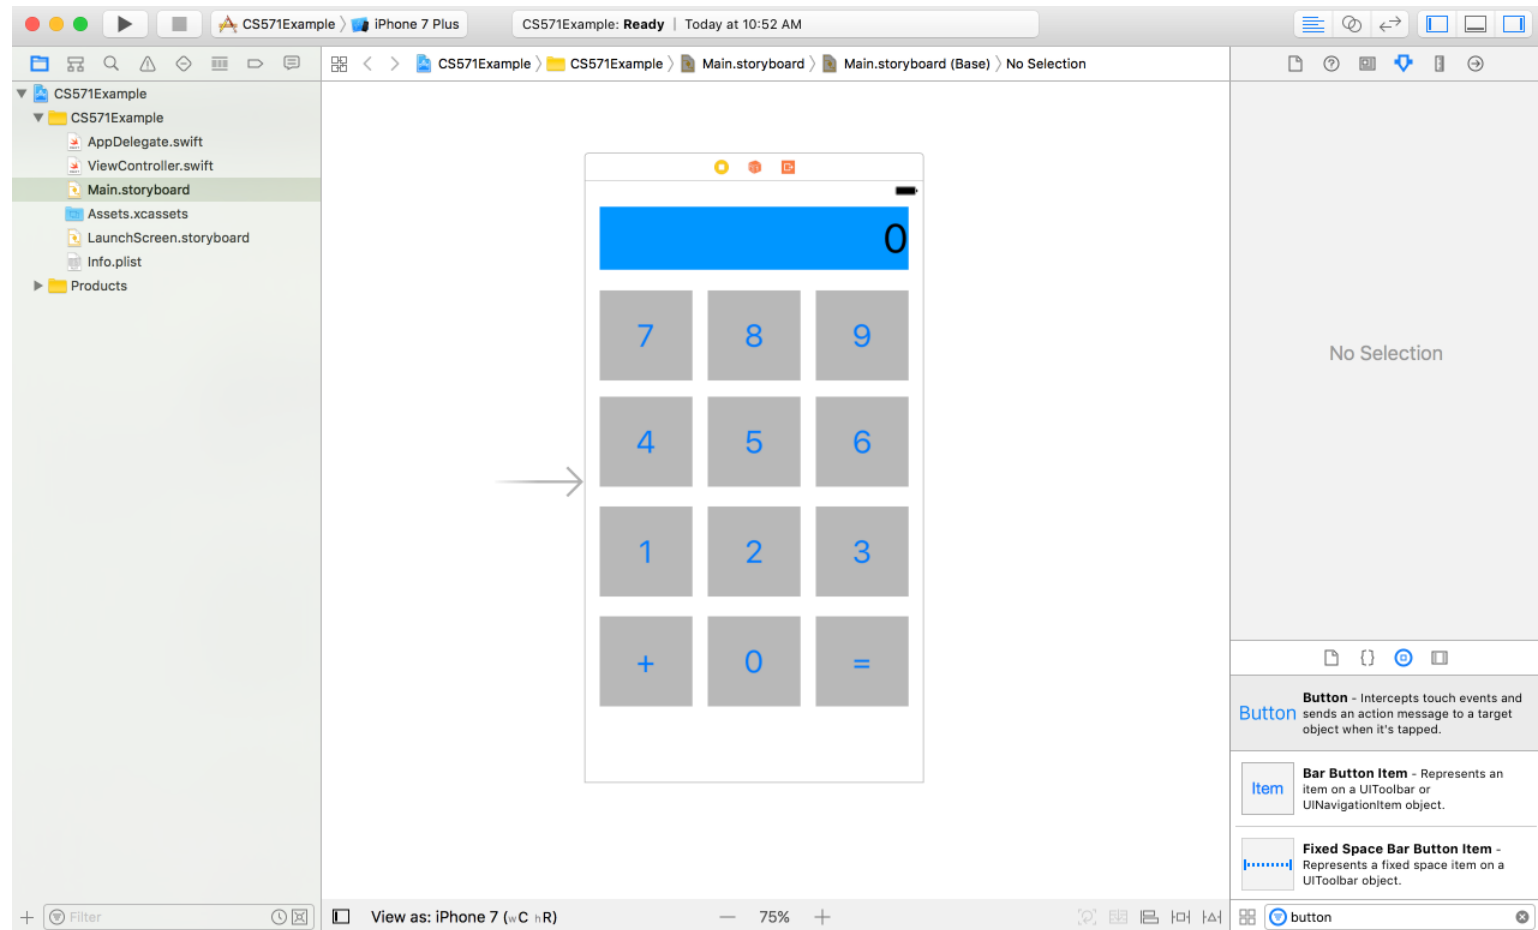 CS571Example 〉 iPhone 7 Plus
CS571Example: Ready | Today at 10:52 AM
CS571Example 〉 CS571Example 〉 Main.storyboard 〉 Main.storyboard (Base) 〉 No Selection
CS571Example
CS571Example
AppDelegate.swift
ViewController.swift
Main.storyboard
Assets.xcassets
LaunchScreen.storyboard
Info.plist
Products
0
7 8 9
4 5 6
1 2 3
+ 0 =
No Selection
Button
Button - Intercepts touch events and
sends an action message to a target
object when it's tapped.
Item
Bar Button Item - Represents an
item on a UIToolbar or
UINavigationItem object.
Fixed Space Bar Button Item -
Represents a fixed space item on a
UIToolbar object.
Filter
View as: iPhone 7 (wC hR)
— 75% +
button